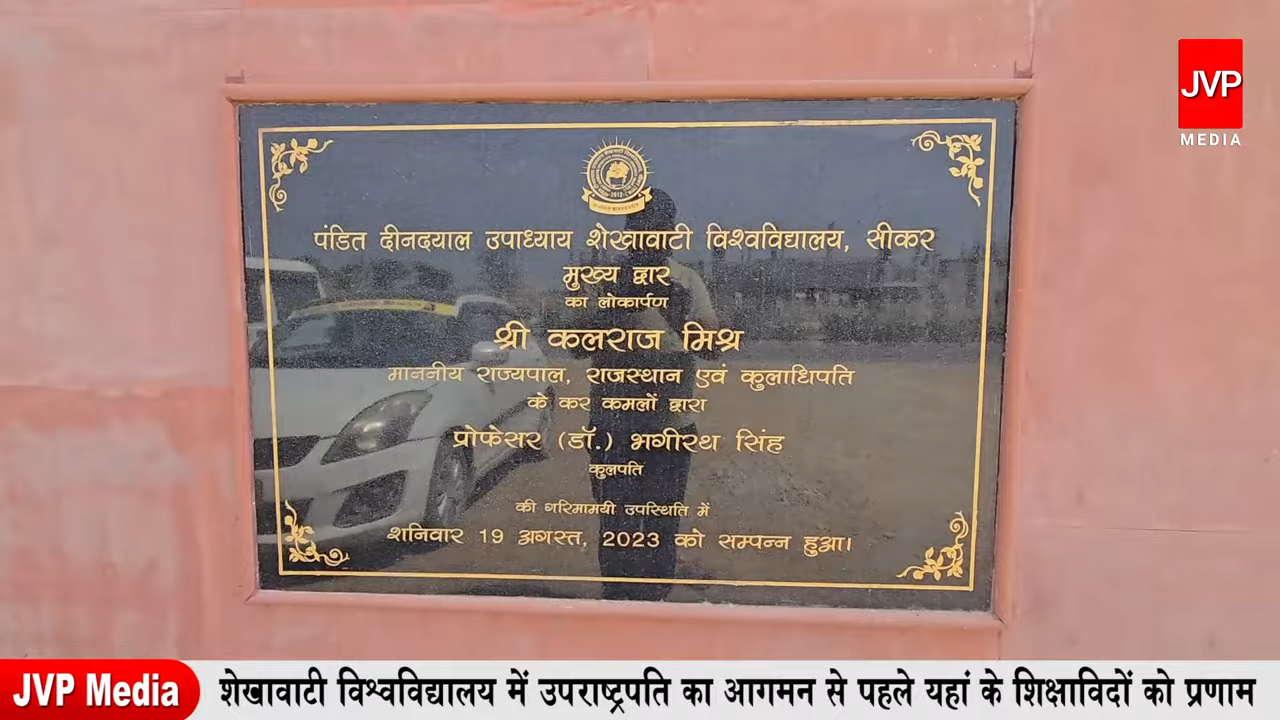 JVP
MEDIA
2012
पंडित दीनदयाल उपाध्याय शेखावाटी विश्वविद्यालय, सीकर
मुख्य द्वार
का लोकार्पण
श्री कलराज मिश्र
माननीय राज्यपाल, राजस्थान एवं कुलाधिपति
के कर कमलों द्वारा
प्रोफेसर (डॉ.) भगीरथ सिंह
कुलपति
की गरिमामयी उपस्थिति में
शनिवार 19 अगस्त, 2023 को सम्पन्न हुआ।
JVP Media शेखावाटी विश्वविद्यालय में उपराष्ट्रपति का आगमन से पहले यहां के शिक्षाविदों को प्रणाम